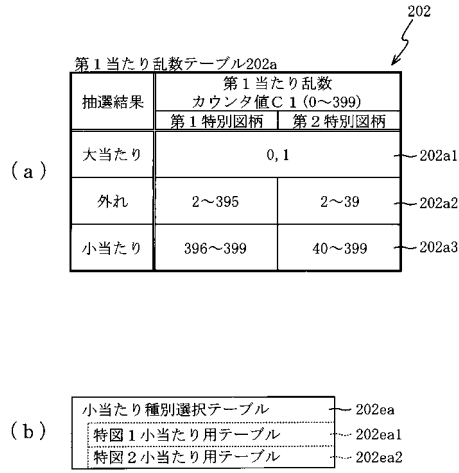 202
第1当たり乱数テーブル202a
抽選結果
第1当たり乱数
カウンタ値C1(0~399)
第1特別図柄
第2特別図柄
(a)
大当たり
0,1
202a1
外れ
2~395
2~39
202a2
小当たり
396~399
40~399
202a3
(b)
小当たり種別選択テーブル
202ea
特図1小当たり用テーブル
202ea1
特図2小当たり用テーブル
202ea2